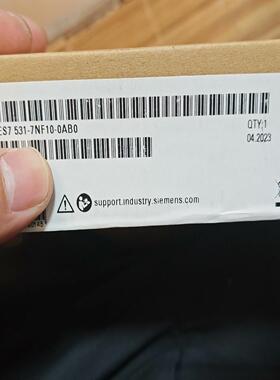 ES7 531-7NF10-0AB0
QTY:1
04.2023
support.industry.siemens.com